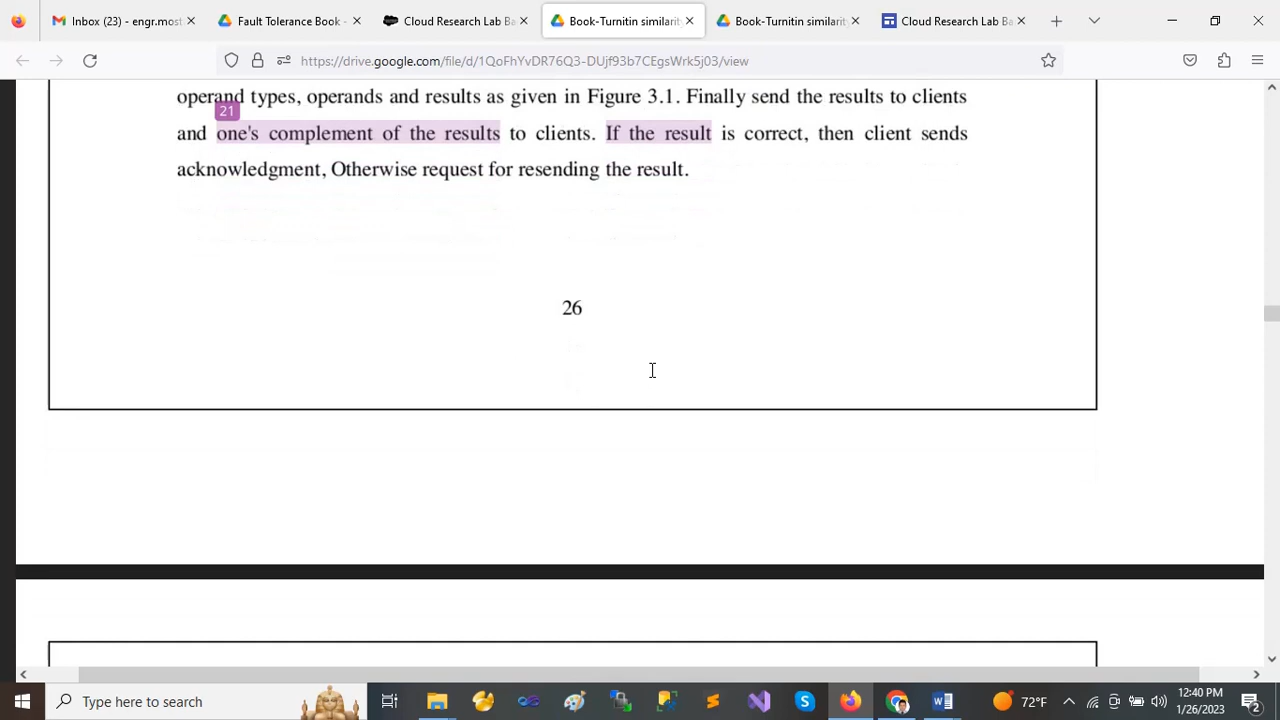 Inbox (23) - engr.mos
Fault Tolerance Book -
Cloud Research Lab Ba
Book-Turnitin similarit
Book-Turnitin similarit
Cloud Research Lab Ba
https://drive.google.com/file/d/1QoFhYvDR76Q3-DUjf93b7CEgsWrk5j03/view
operand types, operands and results as given in Figure 3.1. Finally send the results to clients
21
and one's complement of the results to clients. If the result is correct, then client sends
acknowledgment, Otherwise request for resending the result.
26
Type here to search
72°F
12:40 PM
1/26/2023
2